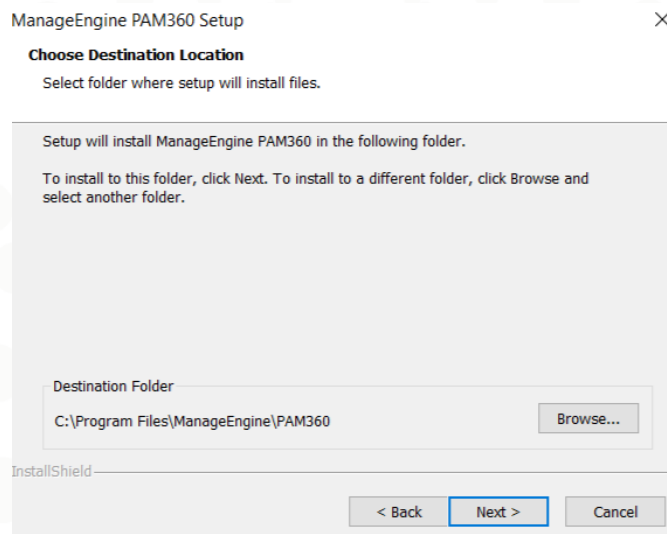 ManageEngine PAM360 Setup
Choose Destination Location
Select folder where setup will install files.
Setup will install ManageEngine PAM360 in the following folder.
To install to this folder, click Next. To install to a different folder, click Browse and
select another folder.
Destination Folder
C:\Program Files\ManageEngine\PAM360
Browse...
InstallShield
< Back
Next >
Cancel